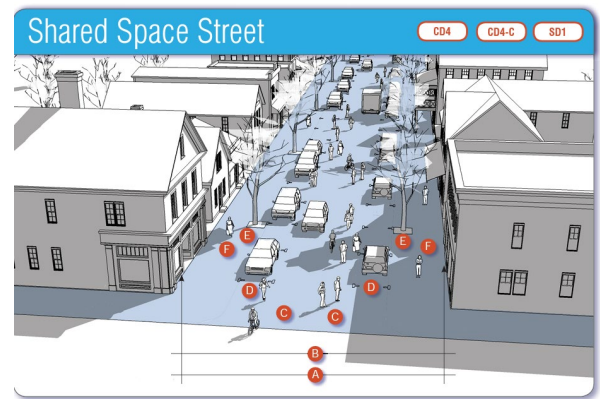 Shared Space Street
CD4 CD4-C SD1
E E
F F
D D
C C
B
A